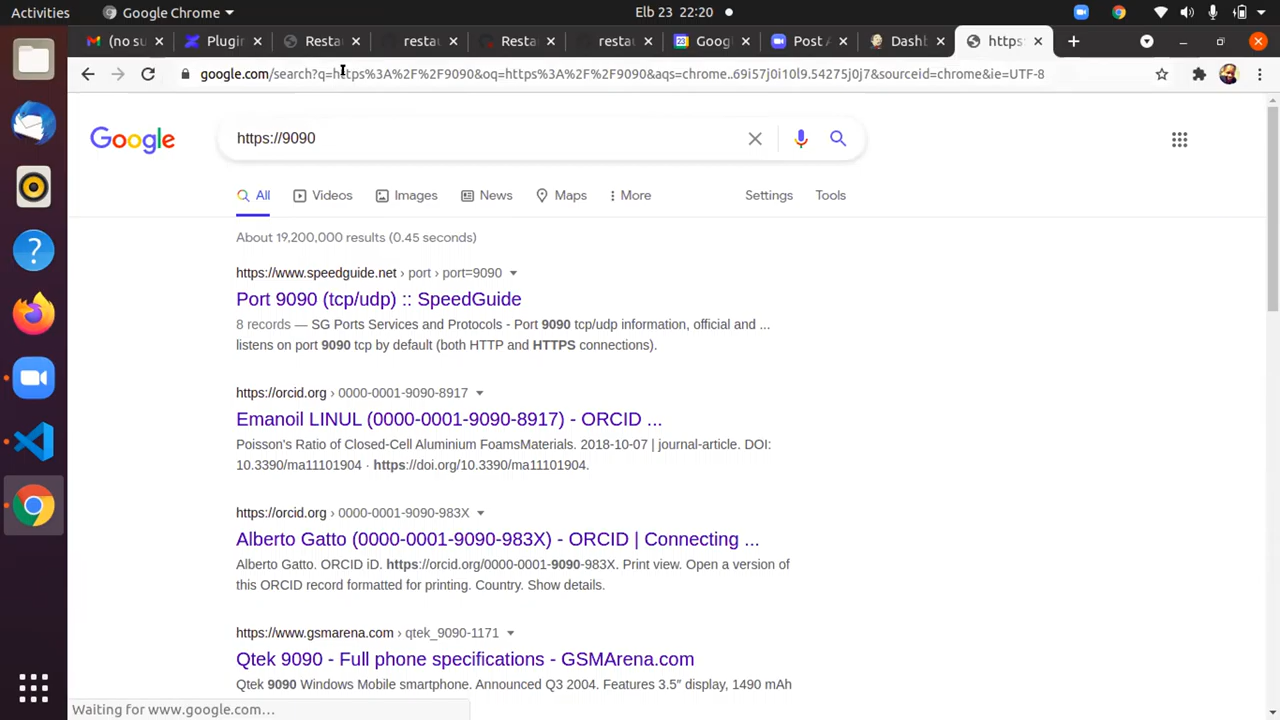 Activities Google Chrome Elb 23 22:20
(no su Plugin Resta restau Resta restau Googl Post A Dashb https:
google.com/search?q=https%3A%2F%2F9090&oq=https%3A%2F%2F9090&aqs=chrome..69i57j0i10l9.54275j0j7&sourceid=chrome&ie=UTF-8
Google https://9090
All Videos Images News Maps More Settings Tools
About 19,200,000 results (0.45 seconds)
https://www.speedguide.net › port › port=9090
Port 9090 (tcp/udp) :: SpeedGuide
8 records — SG Ports Services and Protocols - Port 9090 tcp/udp information, official and ...
listens on port 9090 tcp by default (both HTTP and HTTPS connections).
https://orcid.org › 0000-0001-9090-8917
Emanoil LINUL (0000-0001-9090-8917) - ORCID ...
Poisson's Ratio of Closed-Cell Aluminium FoamsMaterials. 2018-10-07 | journal-article. DOI:
10.3390/ma11101904 · https://doi.org/10.3390/ma11101904.
https://orcid.org › 0000-0001-9090-983X
Alberto Gatto (0000-0001-9090-983X) - ORCID | Connecting ...
Alberto Gatto. ORCID iD. https://orcid.org/0000-0001-9090-983X. Print view. Open a version of
this ORCID record formatted for printing. Country. Show details.
https://www.gsmarena.com › qtek_9090-1171
Qtek 9090 - Full phone specifications - GSMArena.com
Qtek 9090 Windows Mobile smartphone. Announced Q3 2004. Features 3.5″ display, 1490 mAh
Waiting for www.google.com...